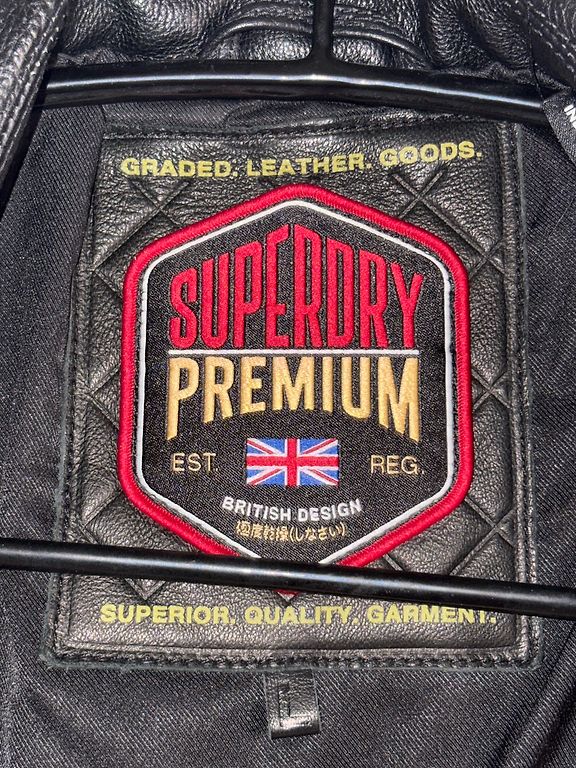 GRADED. LEATHER. GOODS.
SUPERDRY
PREMIUM
EST. REG.
BRITISH DESIGN
極度乾燥(しなさい)
SUPERIOR. QUALITY. GARMENT.
L